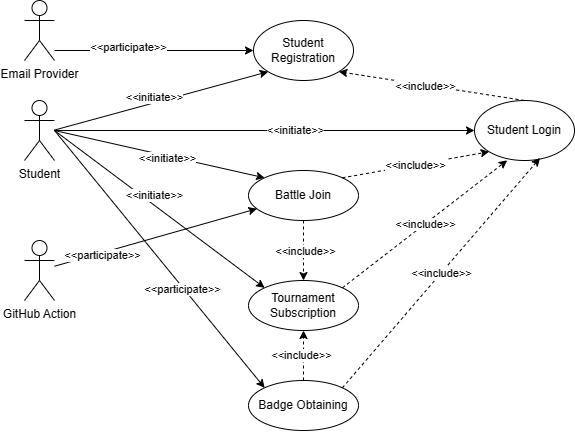 Student
Registration
<<participate>>
Email Provider
<<include>>
<<initiate>>
<<initiate>>
Student Login
<<initiate>>
<<include>>
Student
<<initiate>>
Battle Join
<<include>>
<<participate>>
<<include>>
<<include>>
<<participate>>
Tournament
Subscription
GitHub Action
<<include>>
Badge Obtaining